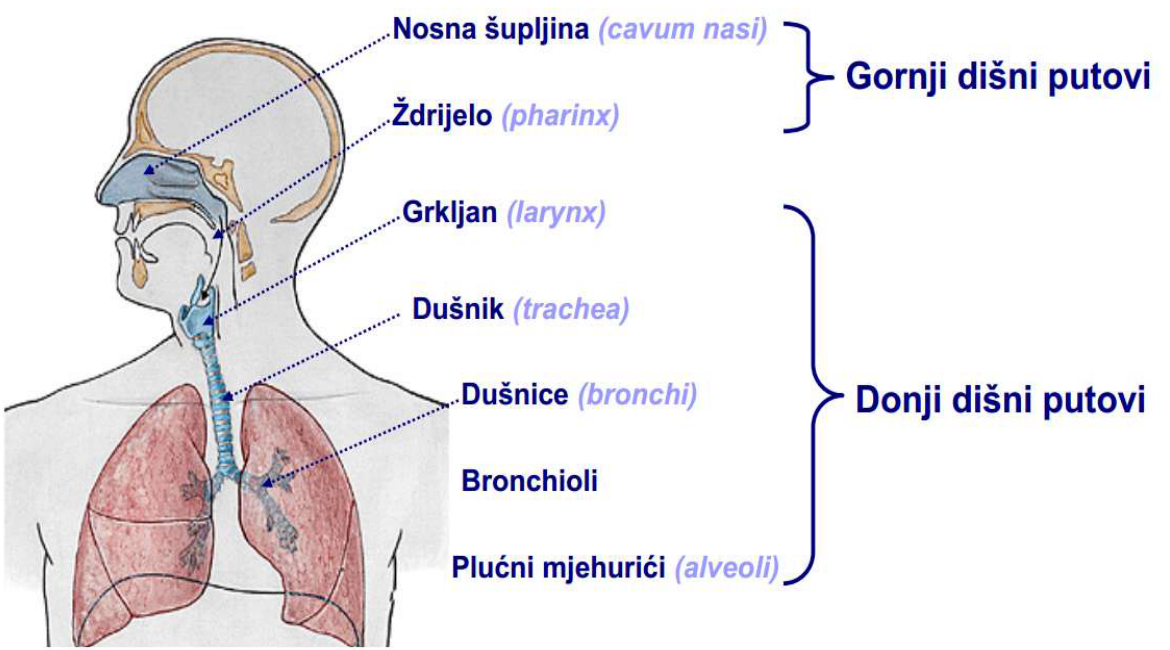 Nosna šupljina (cavum nasi)
Ždrijelo (pharinx)
Gornji dišni putovi
Grkljan (larynx)
Dušnik (trachea)
Dušnice (bronchi)
Bronchioli
Plućni mjehurići (alveoli)
Donji dišni putovi